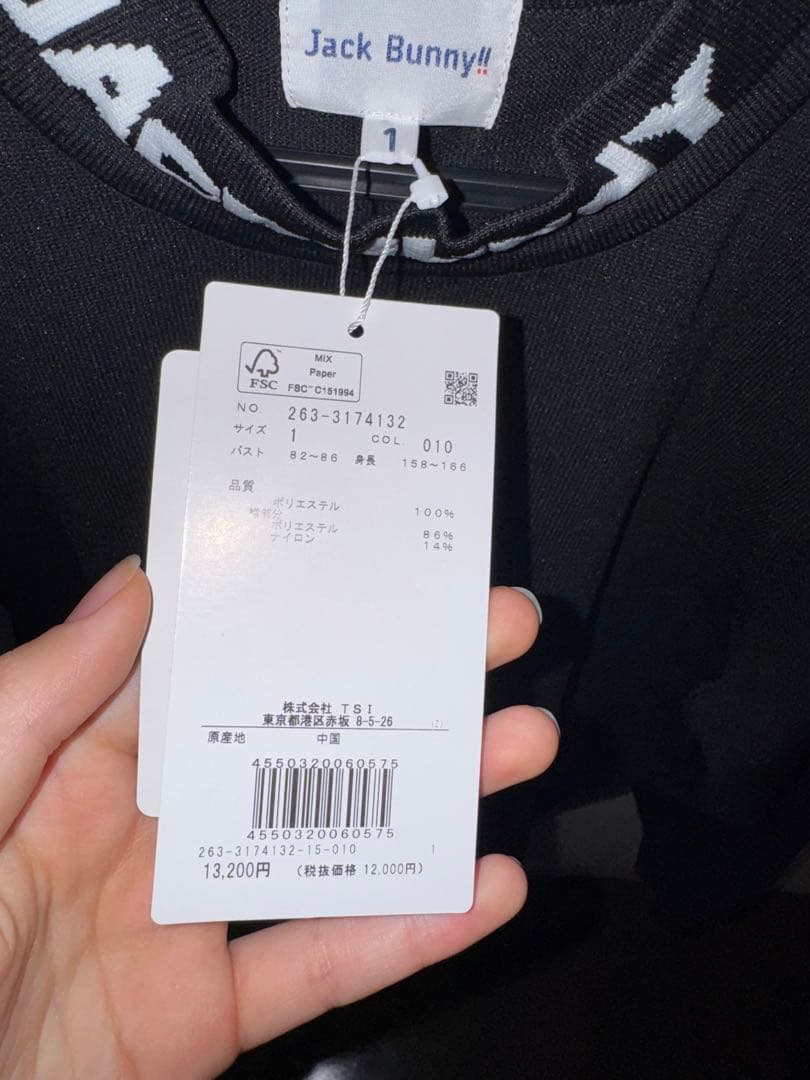 Jack Bunny!!
1
MIX
Paper
FSC™ C151994
FSC
NO. 263-3174132
サイズ 1 COL. 010
バスト 82~86 身長 158~166
品質
ポリエステル 100%
ポリエステル 86%
ナイロン 14%
株式会社 TSI
東京都港区赤坂 8-5-26 (Z)
原産地 中国
4550320060575
4550320060575
263-3174132-15-010 1
13,200円 (税抜価格 12,000円)